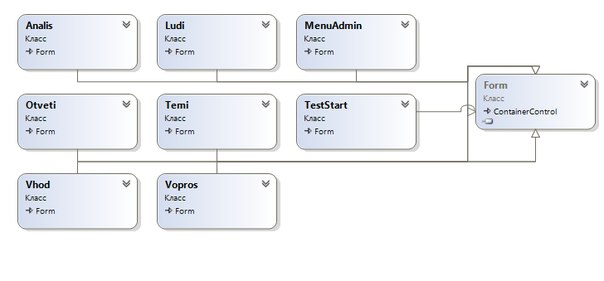 Analis
Класс
Form
Ludi
Класс
Form
MenuAdmin
Класс
Form
Form
Класс
ContainerControl
Otveti
Класс
Form
Temi
Класс
Form
TestStart
Класс
Form
Vhod
Класс
Form
Vopros
Класс
Form